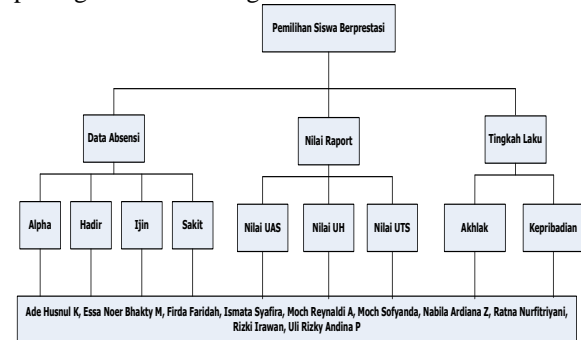 Pemilihan Siswa Berprestasi
Data Absensi
Nilai Raport
Tingkah Laku
Alpha
Hadir
Ijin
Sakit
Nilai UAS
Nilai UH
Nilai UTS
Akhlak
Kepribadian
Ade Husnul K, Essa Noer Bhakty M, Firda Faridah, Ismata Syafira, Moch Reynaldi A, Moch Sofyanda, Nabila Ardiana Z, Ratna Nurfitriyani,
Rizki Irawan, Uli Rizky Andina P